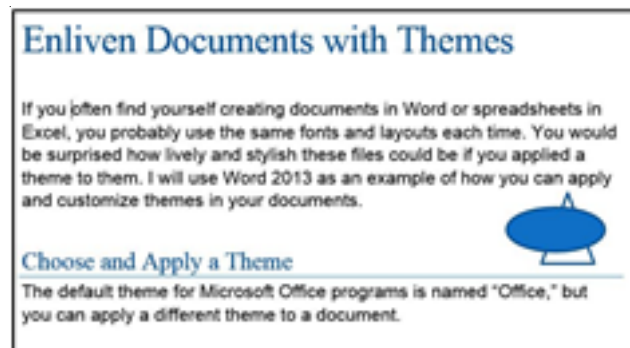 Enliven Documents with Themes
If you often find yourself creating documents in Word or spreadsheets in
Excel, you probably use the same fonts and layouts each time. You would
be surprised how lively and stylish these files could be if you applied a
theme to them. I will use Word 2013 as an example of how you can apply
and customize themes in your documents.
Choose and Apply a Theme
The default theme for Microsoft Office programs is named “Office,” but
you can apply a different theme to a document.